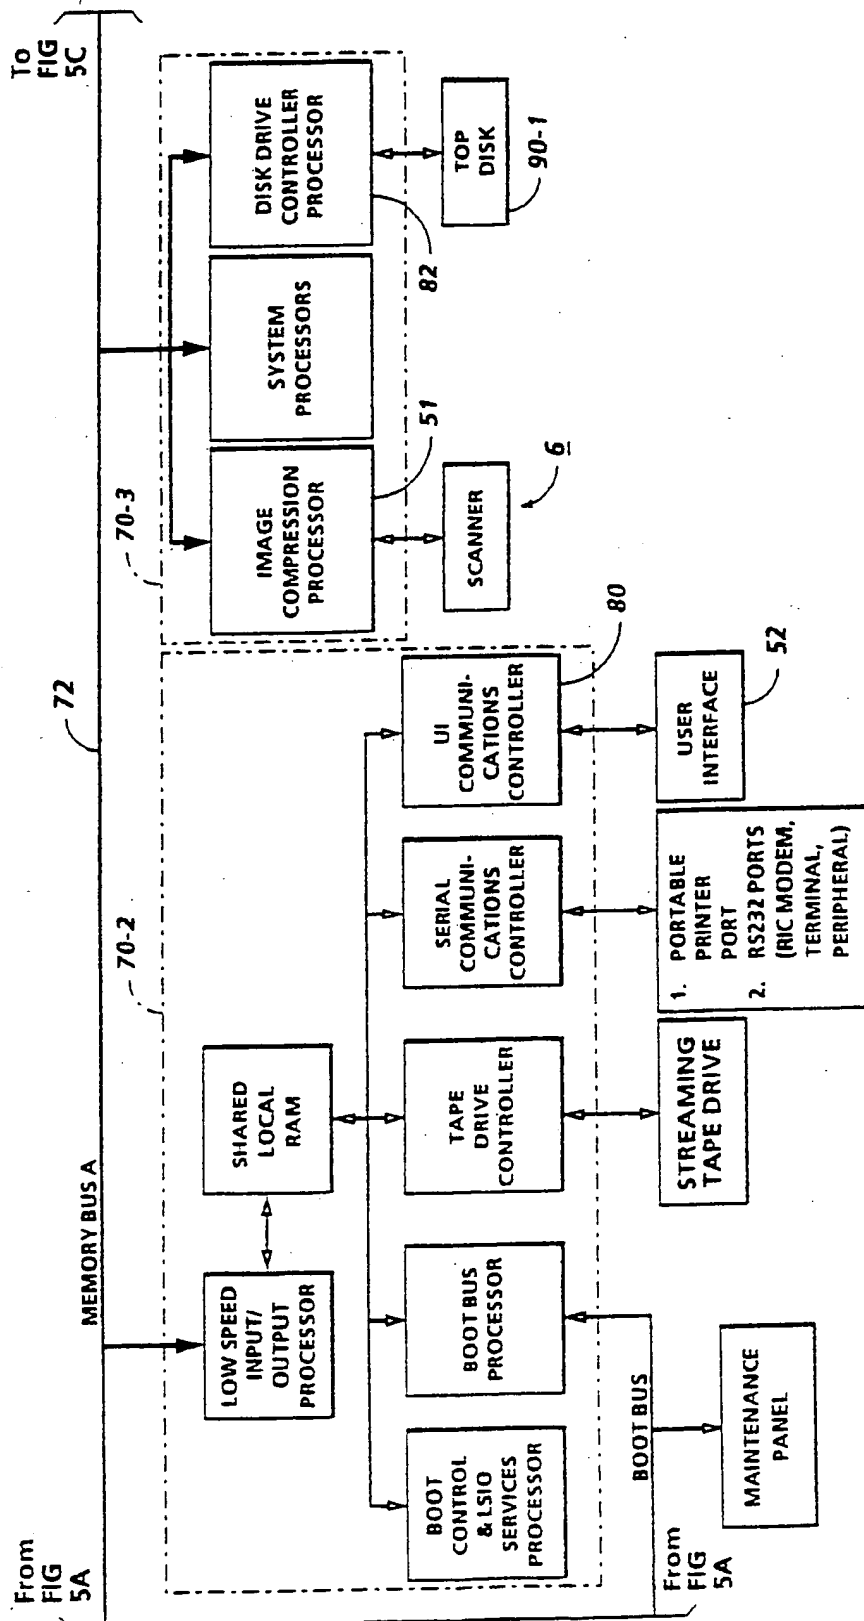 From
FIG
5A
MEMORY BUS A
72
To
FIG
5C
70-2
70-3
LOW SPEED
INPUT/
OUTPUT
PROCESSOR
SHARED
LOCAL
RAM
BOOT
CONTROL
& LSIO
SERVICES
PROCESSOR
BOOT BUS
PROCESSOR
TAPE
DRIVE
CONTROLLER
SERIAL
COMMUNI-
CATIONS
CONTROLLER
UI
COMMUNI-
CATIONS
CONTROLLER
80
IMAGE
COMPRESSION
PROCESSOR
51
SYSTEM
PROCESSORS
DISK DRIVE
CONTROLLER
PROCESSOR
82
SCANNER
6
TOP
DISK
90-1
From
FIG
5A
BOOT BUS
MAINTENANCE
PANEL
STREAMING
TAPE DRIVE
1. PORTABLE
PRINTER
PORT
2. RS232 PORTS
(RIC MODEM,
TERMINAL,
PERIPHERAL)
USER
INTERFACE
52